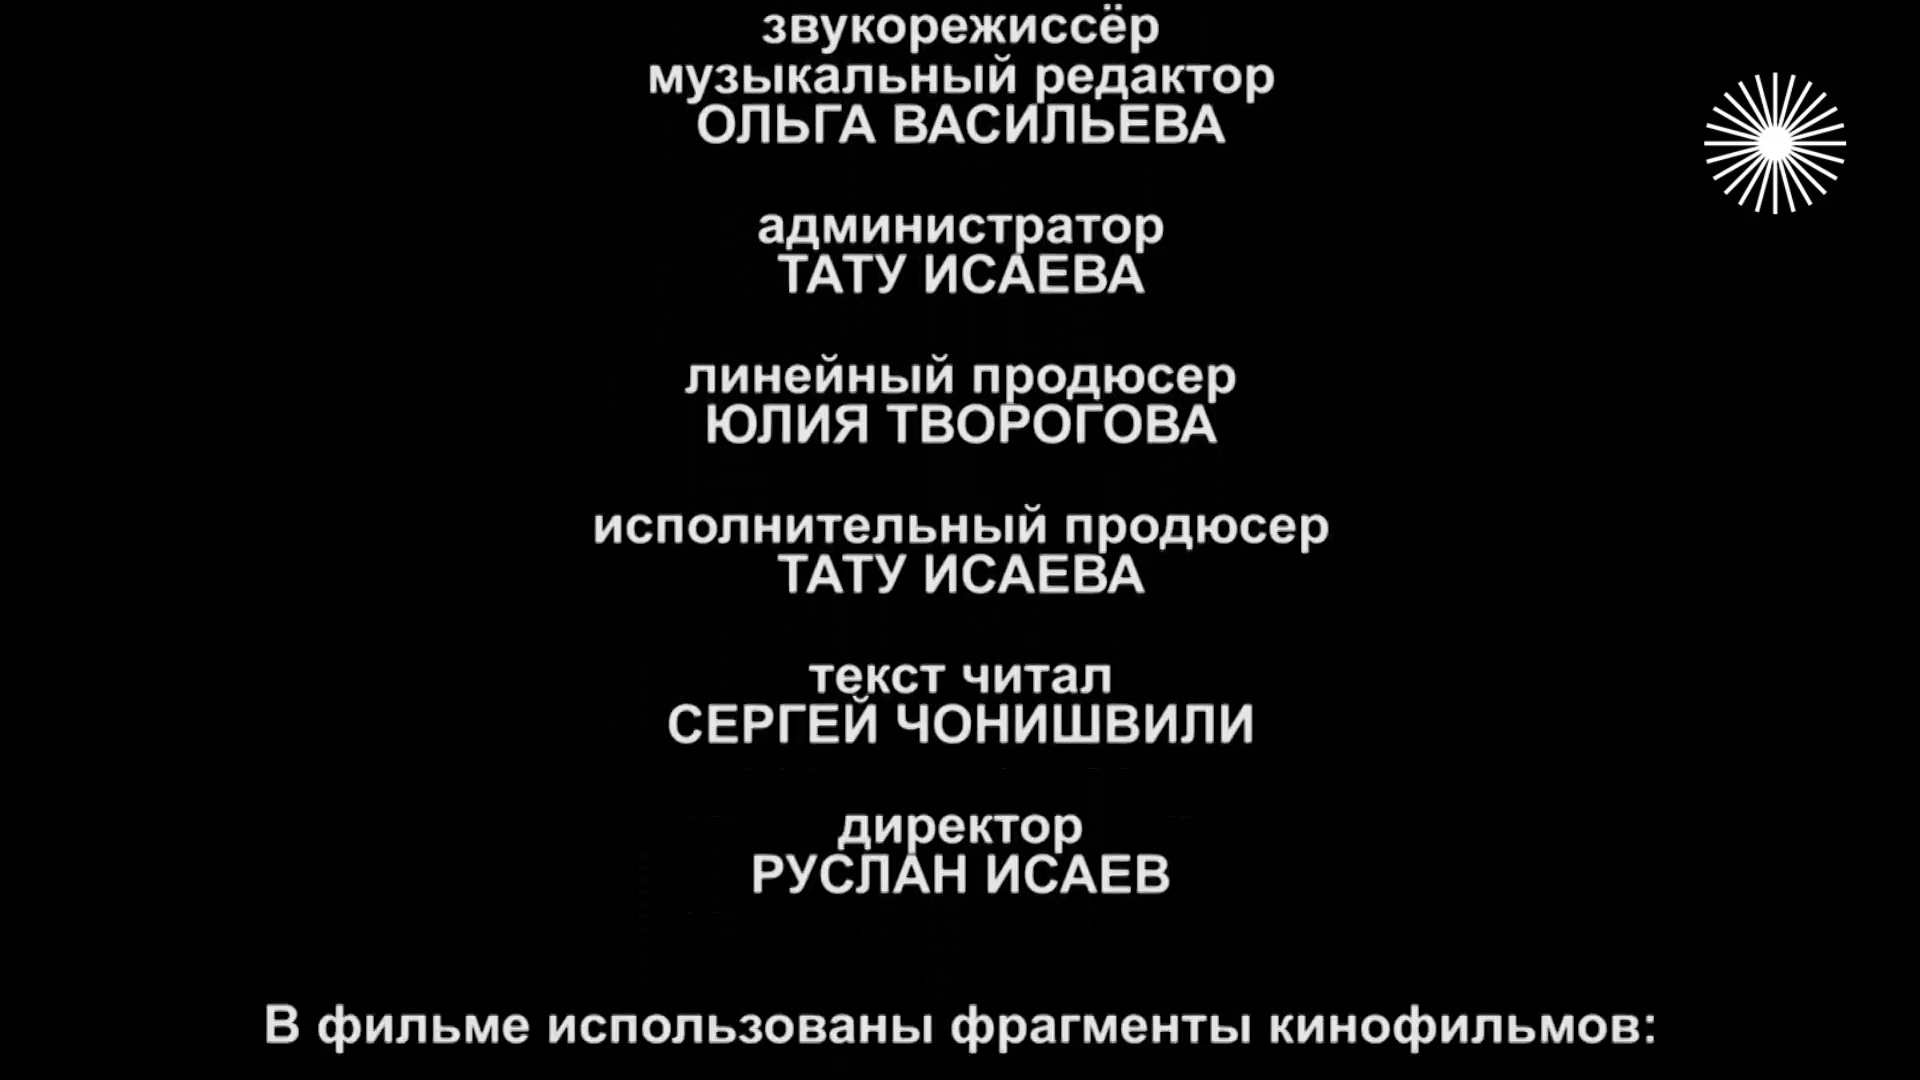 звукорежиссёр
музыкальный редактор
ОЛЬГА ВАСИЛЬЕВА
администратор
ТАТУ ИСАЕВА
линейный продюсер
ЮЛИЯ ТВОРОГОВА
исполнительный продюсер
ТАТУ ИСАЕВА
текст читал
СЕРГЕЙ ЧОНИШВИЛИ
директор
РУСЛАН ИСАЕВ
В фильме использованы фрагменты кинофильмов: